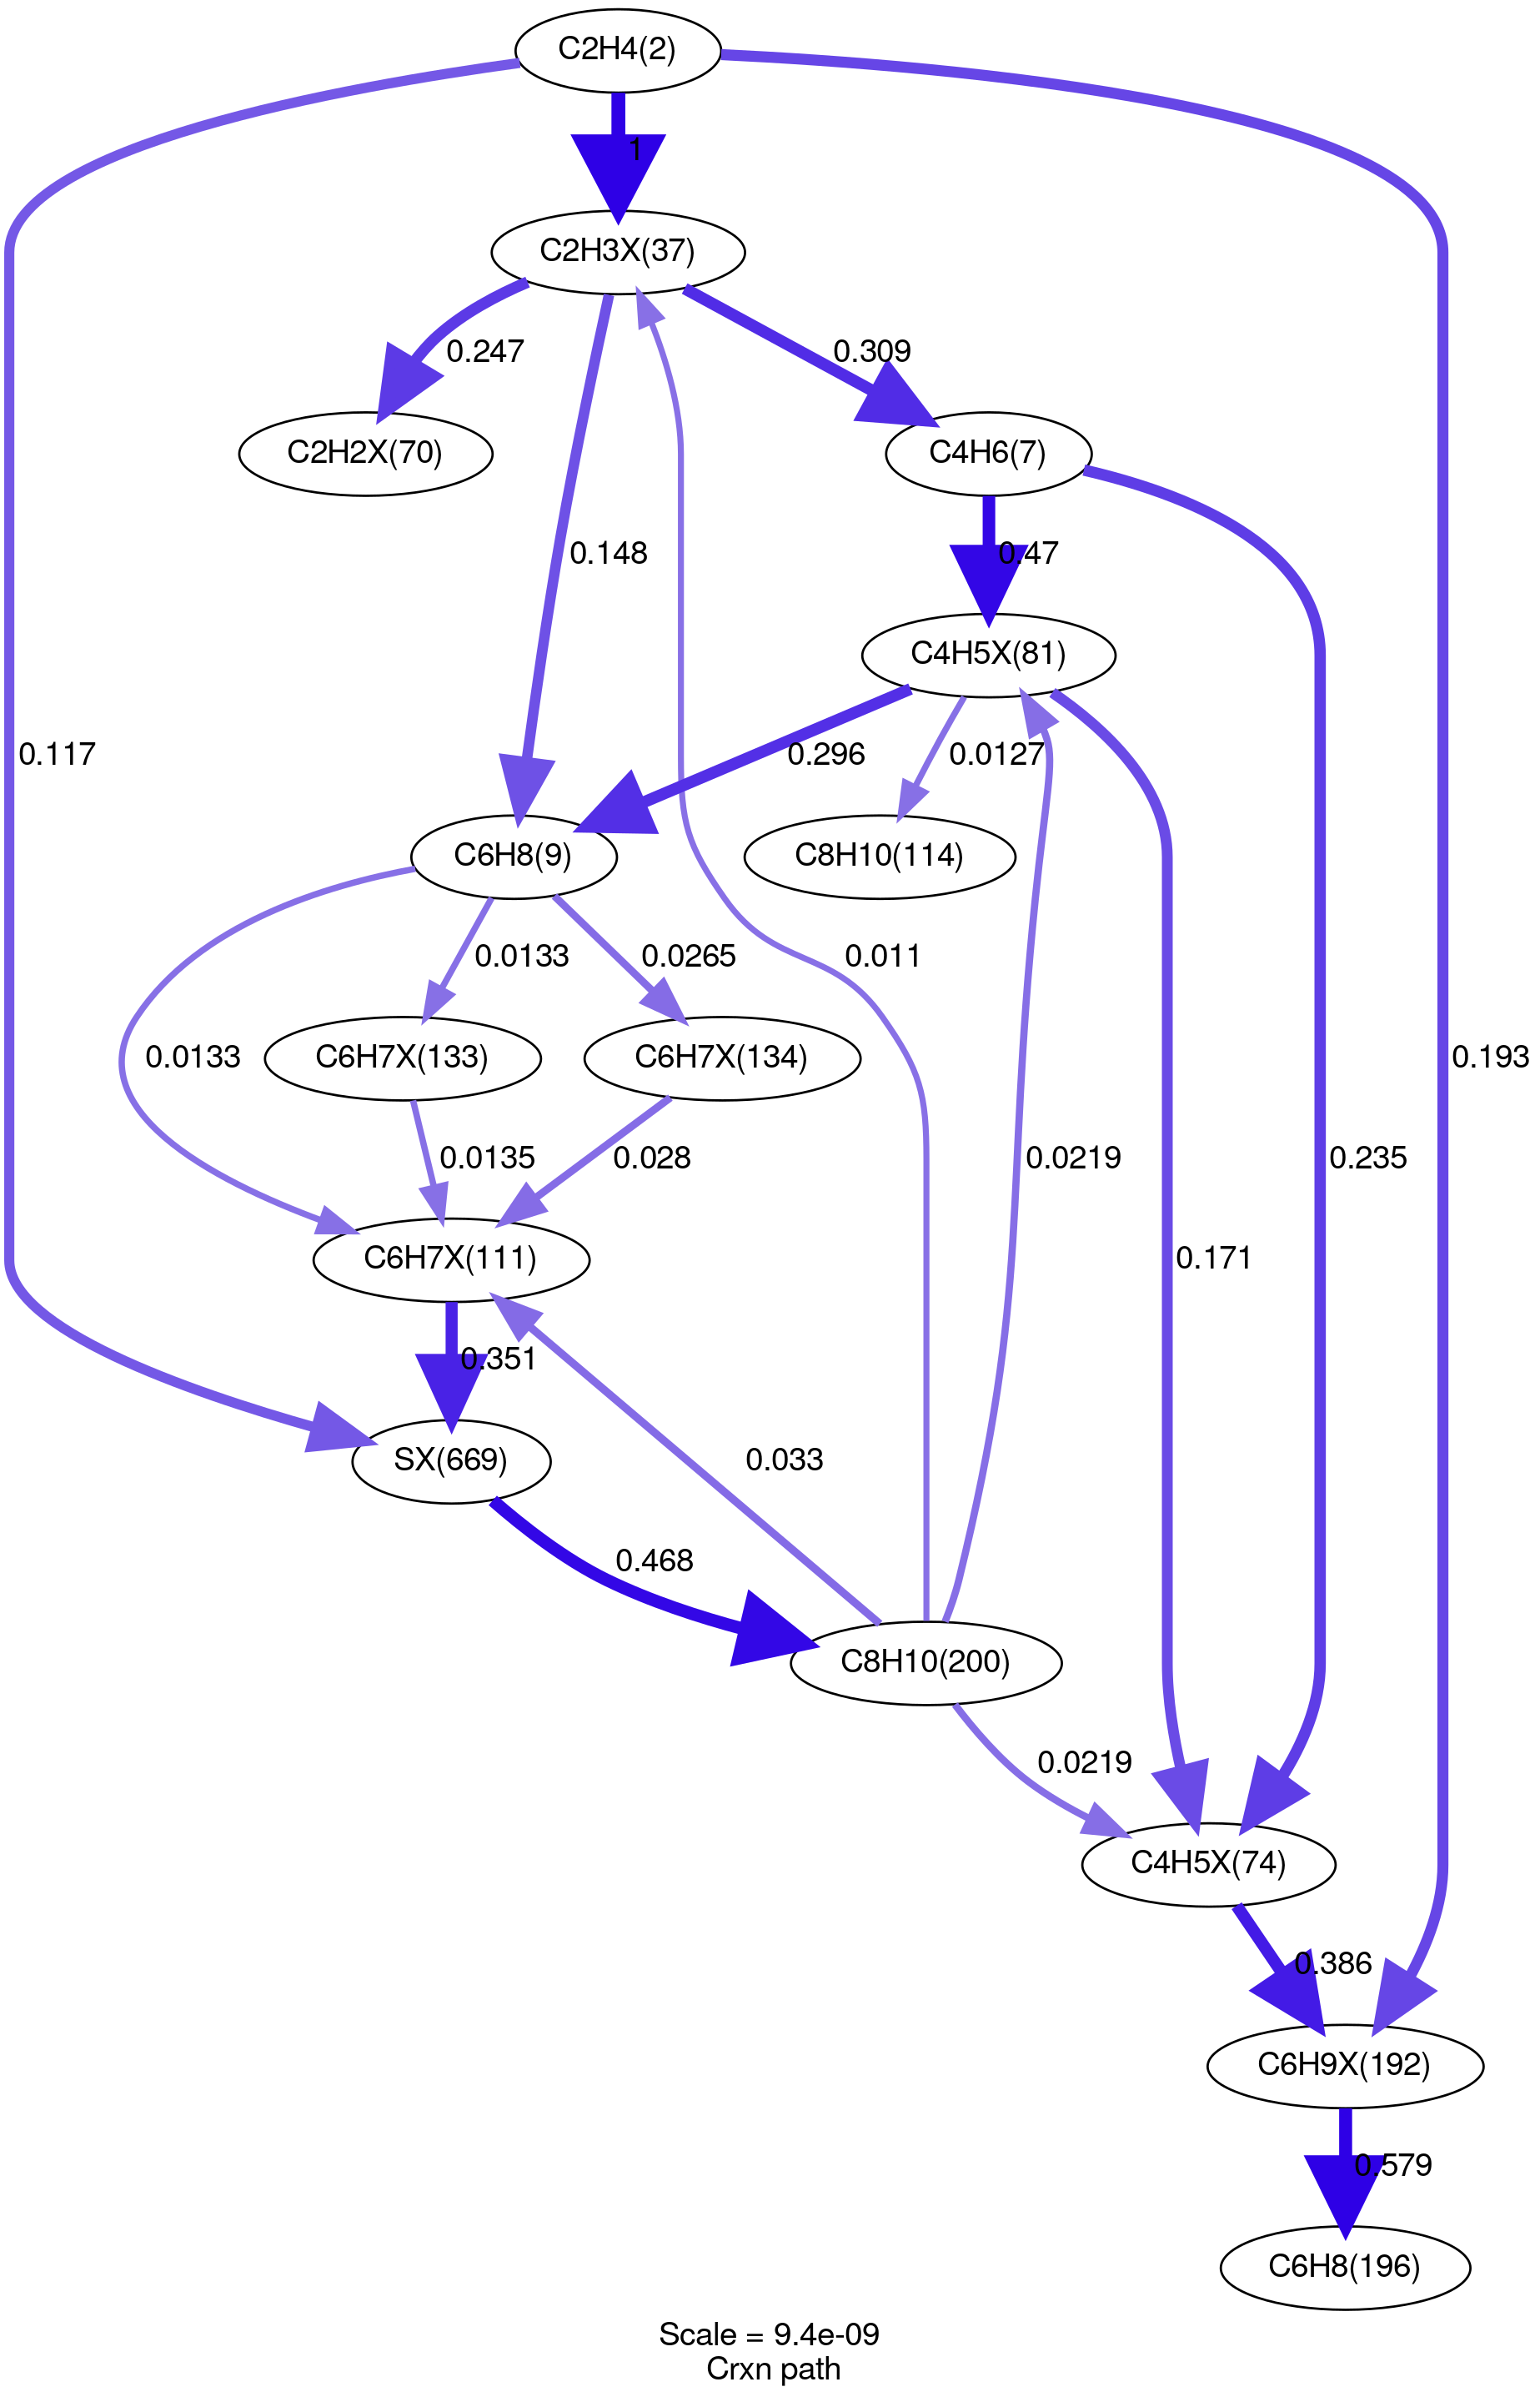 C2H4(2)
1
C2H3X(37)
0.247
0.309
C2H2X(70)
C4H6(7)
0.148
0.47
C4H5X(81)
0.117
0.296
0.0127
C6H8(9)
C8H10(114)
0.0133
0.0265
0.011
0.0133
C6H7X(133)
C6H7X(134)
0.193
0.0135
0.028
0.0219
0.235
C6H7X(111)
0.171
0.351
SX(669)
0.033
0.468
C8H10(200)
0.0219
C4H5X(74)
0.386
C6H9X(192)
0.579
C6H8(196)
Scale = 9.4e-09
Crxn path